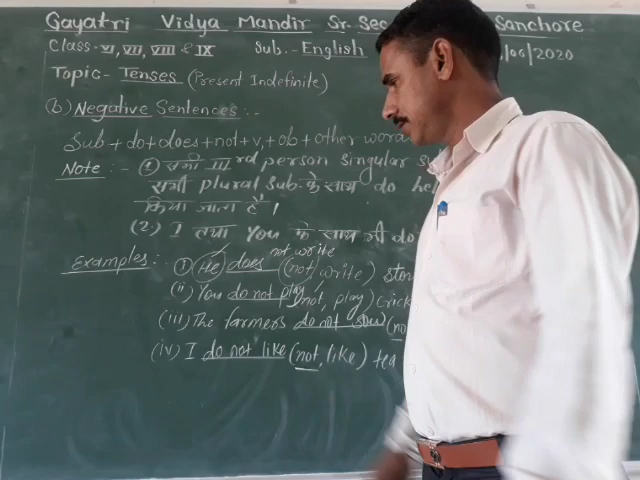 Gayatri Vidya Mandir Sr. Sec Sanchore
Class - VI, VII, VIII & IX Sub. - English /06/2020
Topic - Tenses (Present Indefinite)
(b) Negative Sentences : -
Sub + do + does + not + v1 + ob + other word
Note : - (1) सभी III rd person singular
सभी plural sub. के साथ do he
किया जाता है।
(2.) I तथा You के साथ भी do
Examples : - (i) He does not write (not, write) stor
(ii) You do not play (not, play) Crick
(iii) The farmers do not sow (no
(iv) I do not like (not, like) tea